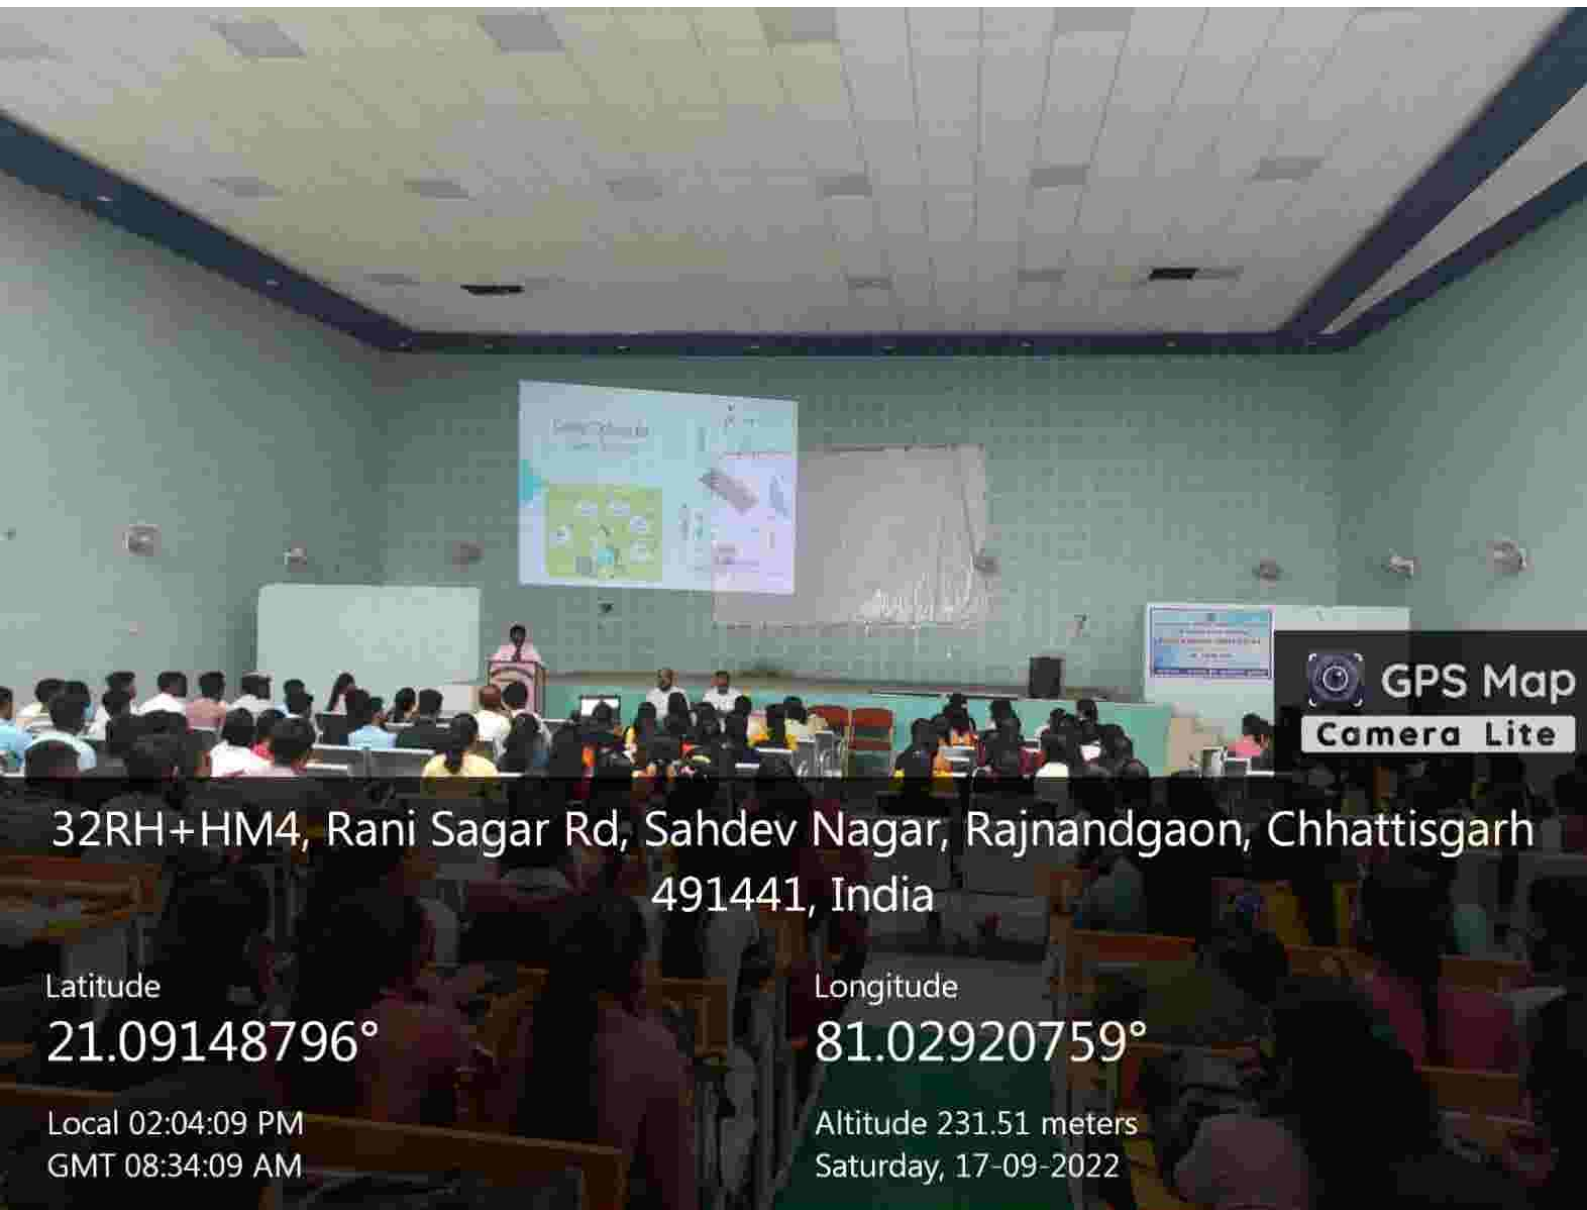 GPS Map
Camera Lite
32RH+HM4, Rani Sagar Rd, Sahdev Nagar, Rajnandgaon, Chhattisgarh
491441, India
Latitude
21.09148796°
Longitude
81.02920759°
Local 02:04:09 PM
GMT 08:34:09 AM
Altitude 231.51 meters
Saturday, 17-09-2022